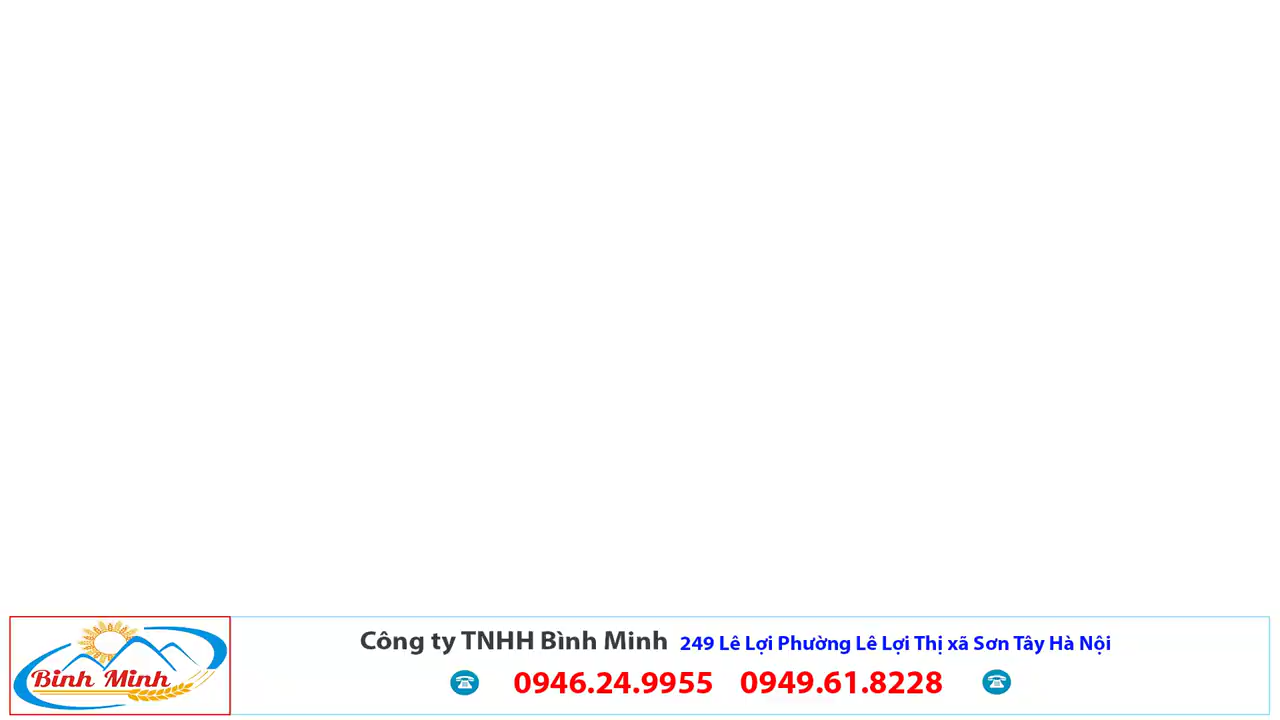 Công ty TNHH Bình Minh 249 Lê Lợi Phường Lê Lợi Thị xã Sơn Tây Hà Nội
Binh Minh
0946.24.9955 0949.61.8228